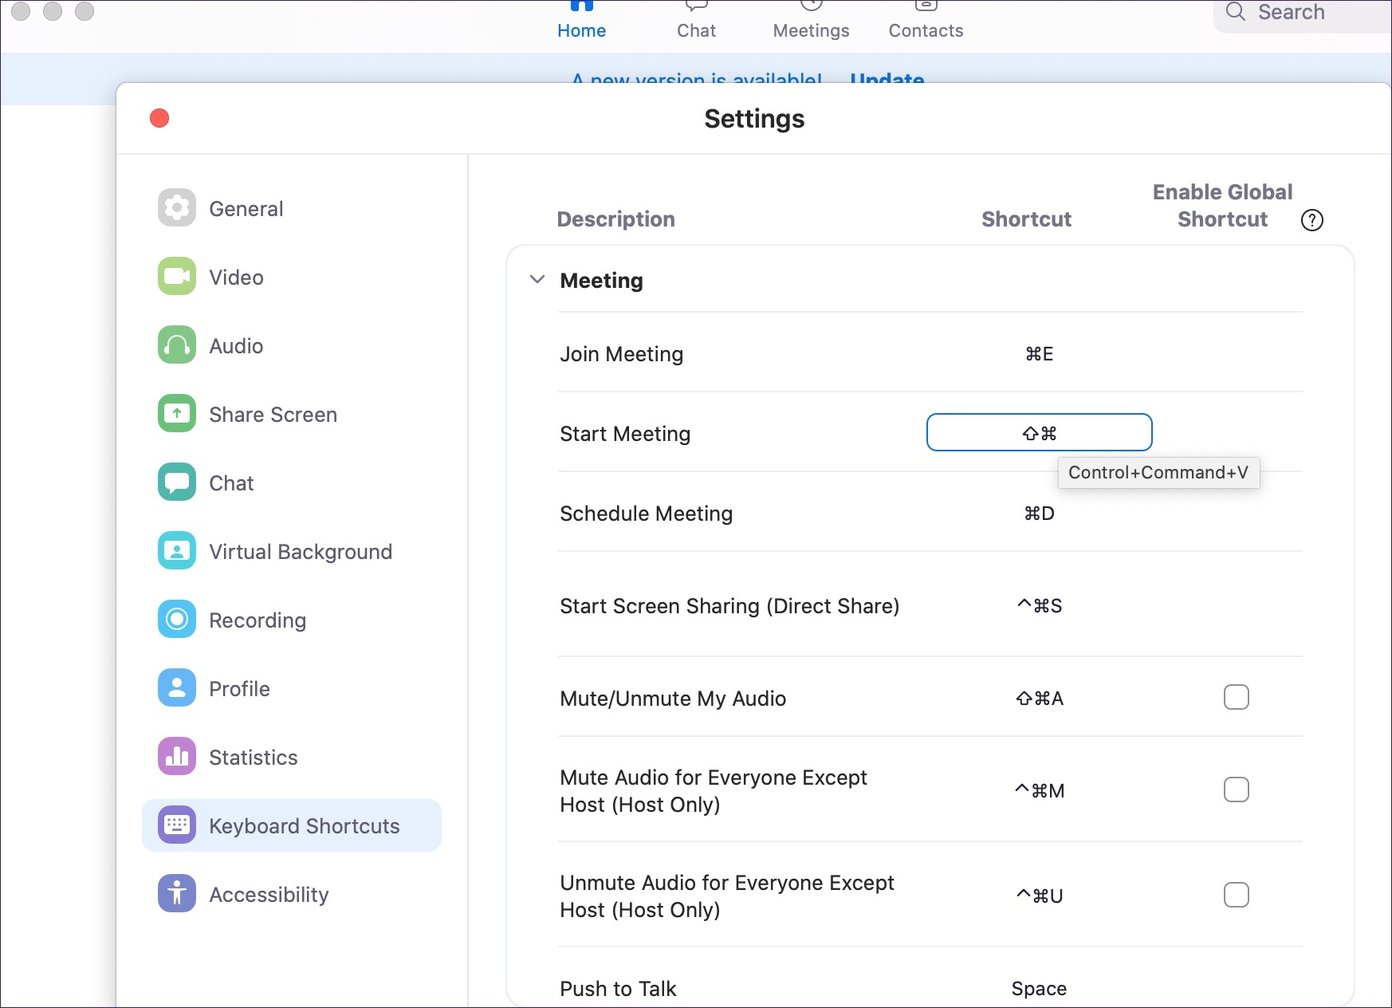 Home
Chat
Meetings
Contacts
Search
A new version is available! Update
Settings
General
Video
Audio
Share Screen
Chat
Virtual Background
Recording
Profile
Statistics
Keyboard Shortcuts
Accessibility
Description
Shortcut
Enable Global
Shortcut
?
Meeting
Join Meeting
⌘E
Start Meeting
⇧⌘
Control+Command+V
Schedule Meeting
⌘D
Start Screen Sharing (Direct Share)
^⌘S
Mute/Unmute My Audio
⇧⌘A
Mute Audio for Everyone Except
Host (Host Only)
^⌘M
Unmute Audio for Everyone Except
Host (Host Only)
^⌘U
Push to Talk
Space